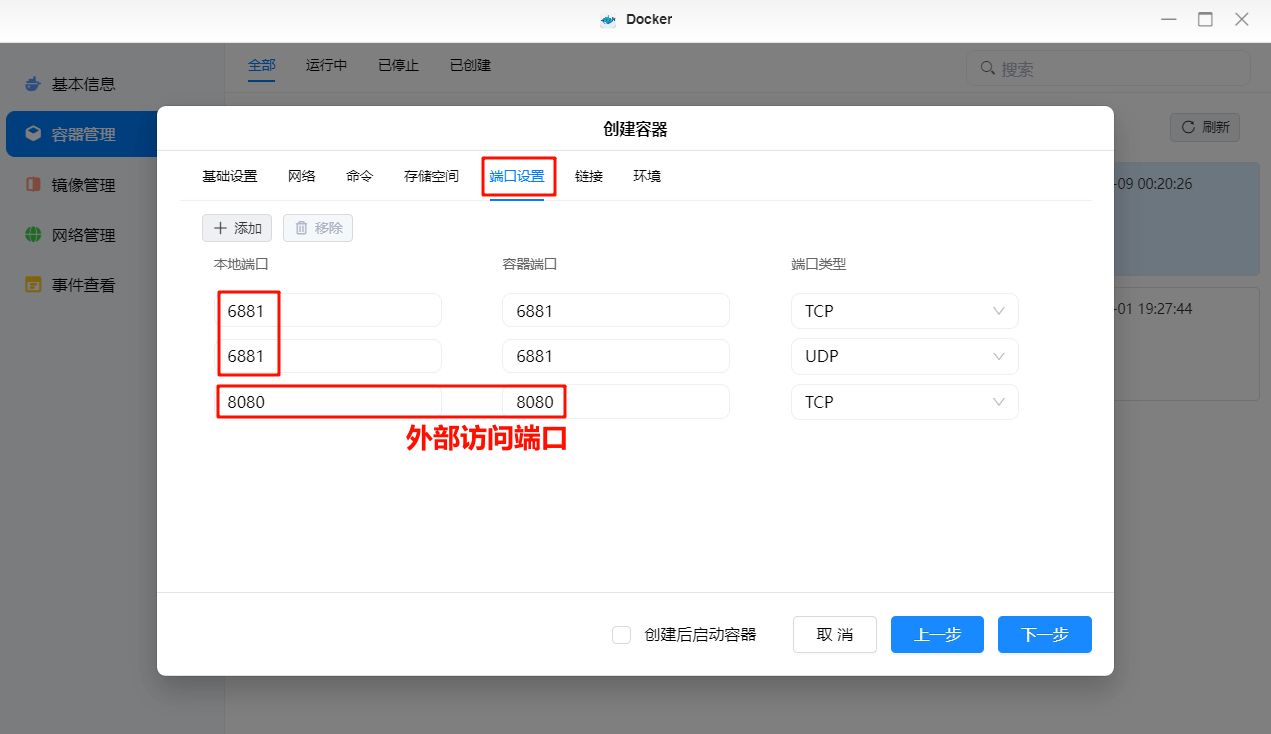 Docker
全部 运行中 已停止 已创建
搜索
基本信息
容器管理
镜像管理
网络管理
事件查看
刷新
-09 00:20:26
-01 19:27:44
创建容器
基础设置 网络 命令 存储空间 端口设置 链接 环境
添加 移除
本地端口 容器端口 端口类型
6881 6881 TCP
6881 6881 UDP
8080 8080 TCP
外部访问端口
创建后启动容器 取 消 上一步 下一步